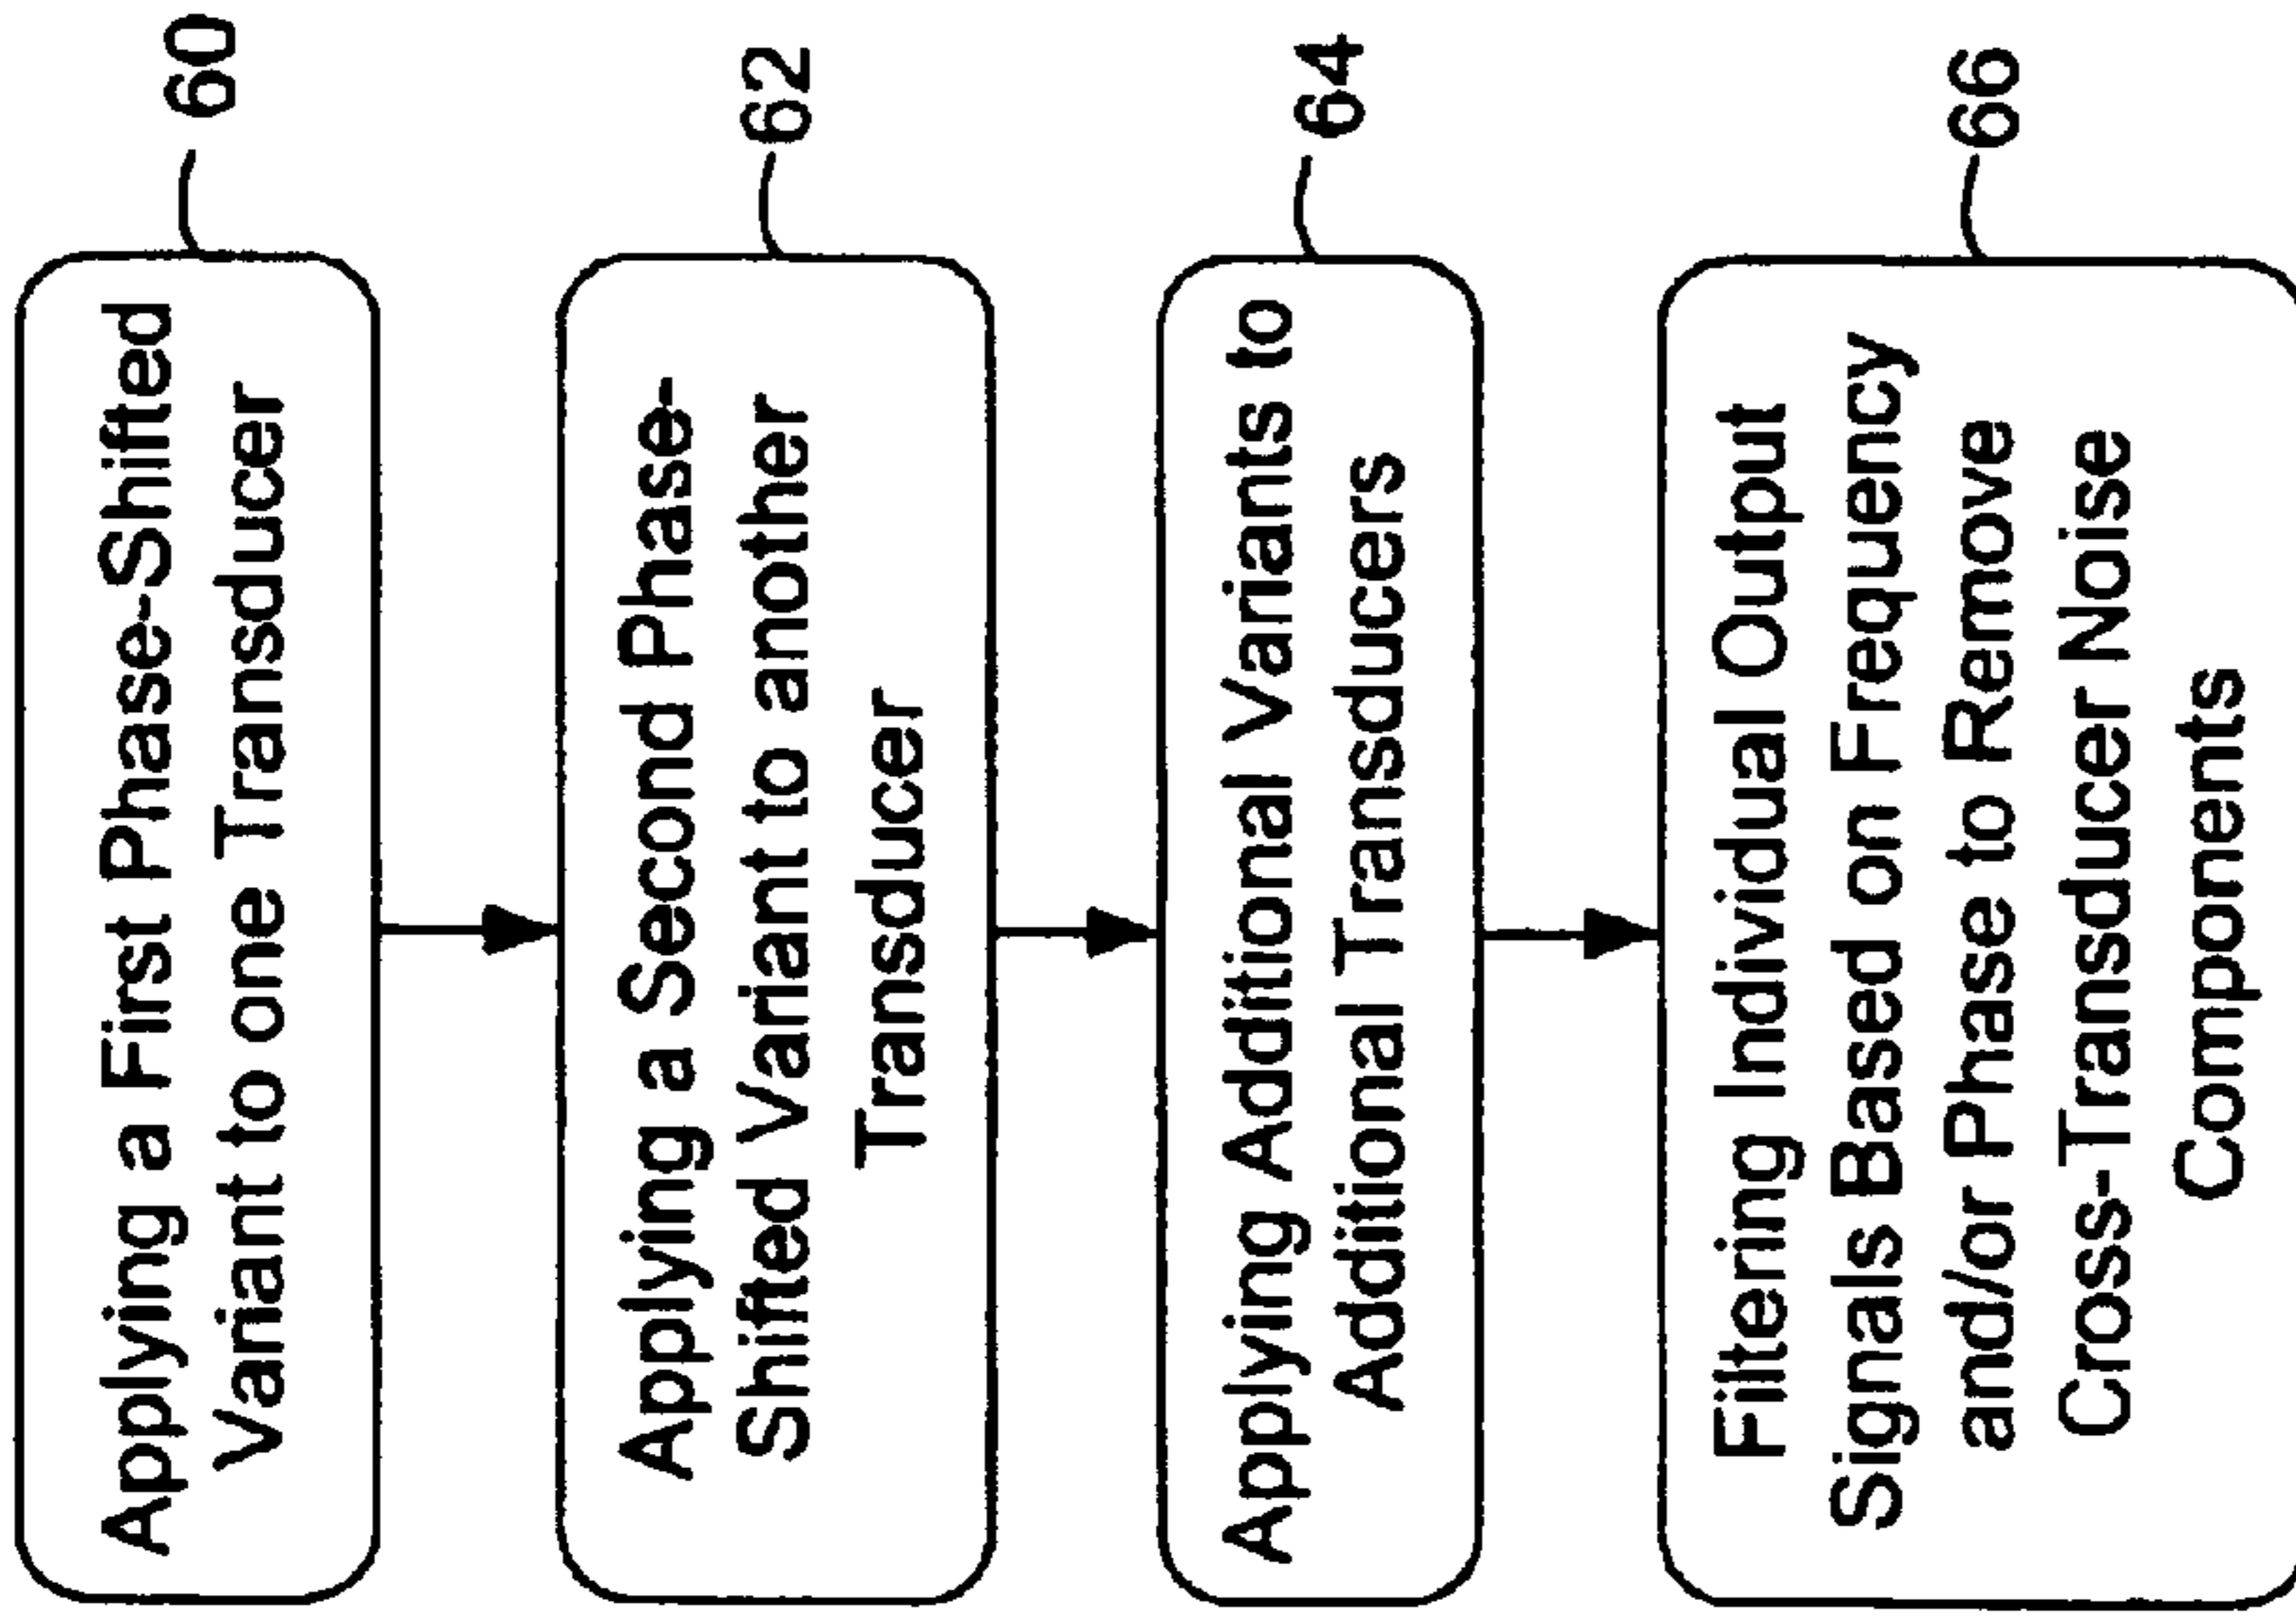 Applying a First Phase-Shifted
Variant to one Transducer
60
Applying a Second Phase-
Shifted Variant to another
Transducer
62
Applying Additional Variants to
Additional Transducers
64
Filtering Individual Output
Signals Based on Frequency
and/or Phase to Remove
Cross-Transducer Noise
Components
66